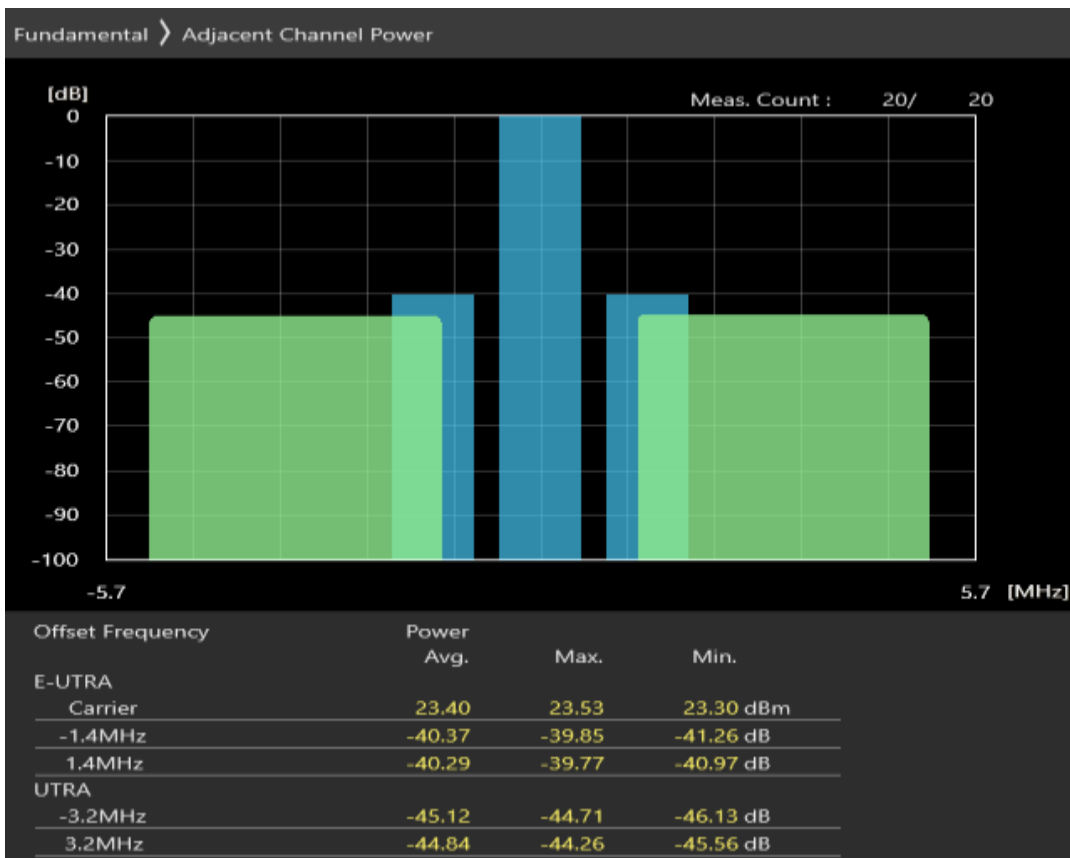 Fundamental 〉 Adjacent Channel Power
[dB]
Meas. Count : 20/ 20
0
-10
-20
-30
-40
-50
-60
-70
-80
-90
-100
-5.7 5.7 [MHz]
Offset Frequency Power
Avg. Max. Min.
E-UTRA
Carrier 23.40 23.53 23.30 dBm
-1.4MHz -40.37 -39.85 -41.26 dB
1.4MHz -40.29 -39.77 -40.97 dB
UTRA
-3.2MHz -45.12 -44.71 -46.13 dB
3.2MHz -44.84 -44.26 -45.56 dB